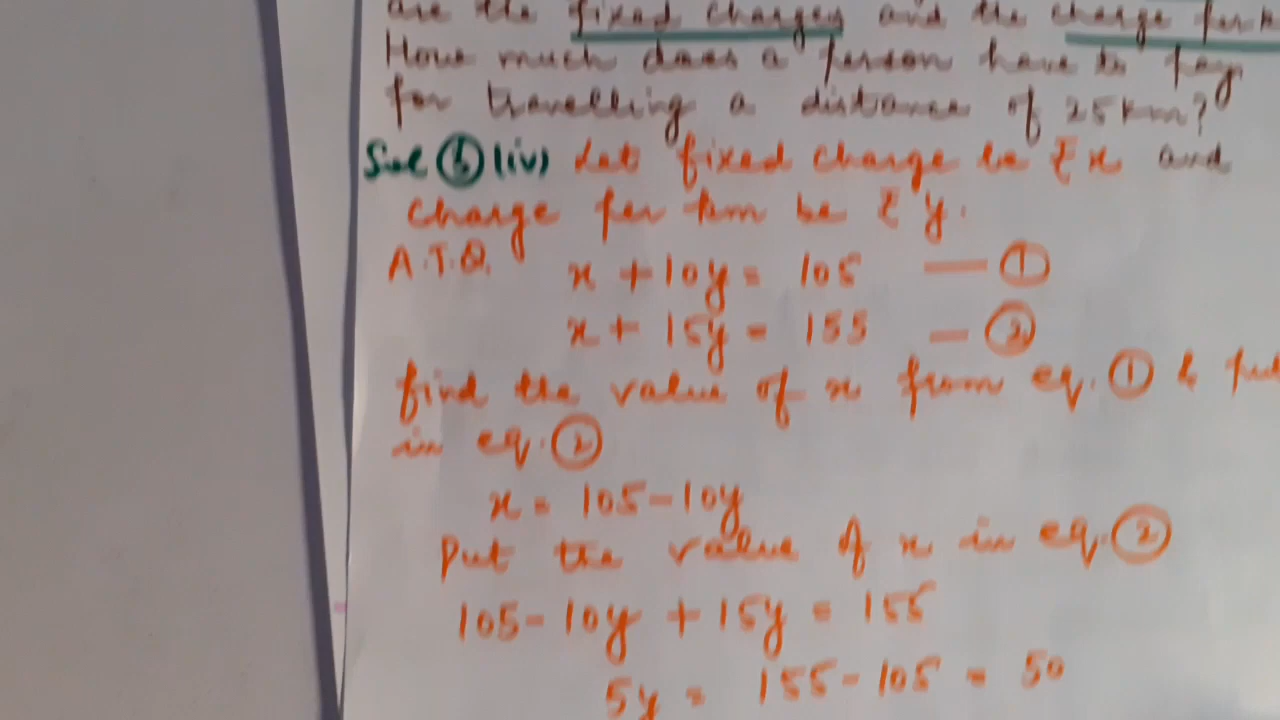 are the fixed charges and the charge per k
How much does a person have to pay
for travelling a distance of 25 km?
Sol ⑤ (iv) Let fixed charge be ₹ x and
charge per km be ₹ y.
A.T.Q. x + 10y = 105 — ①
x + 15y = 155 — ②
find the value of x from eq. ① & put
in eq. ②
x = 105 - 10y
Put the value of x in eq. ②
105 - 10y + 15y = 155
5y = 155 - 105 = 50